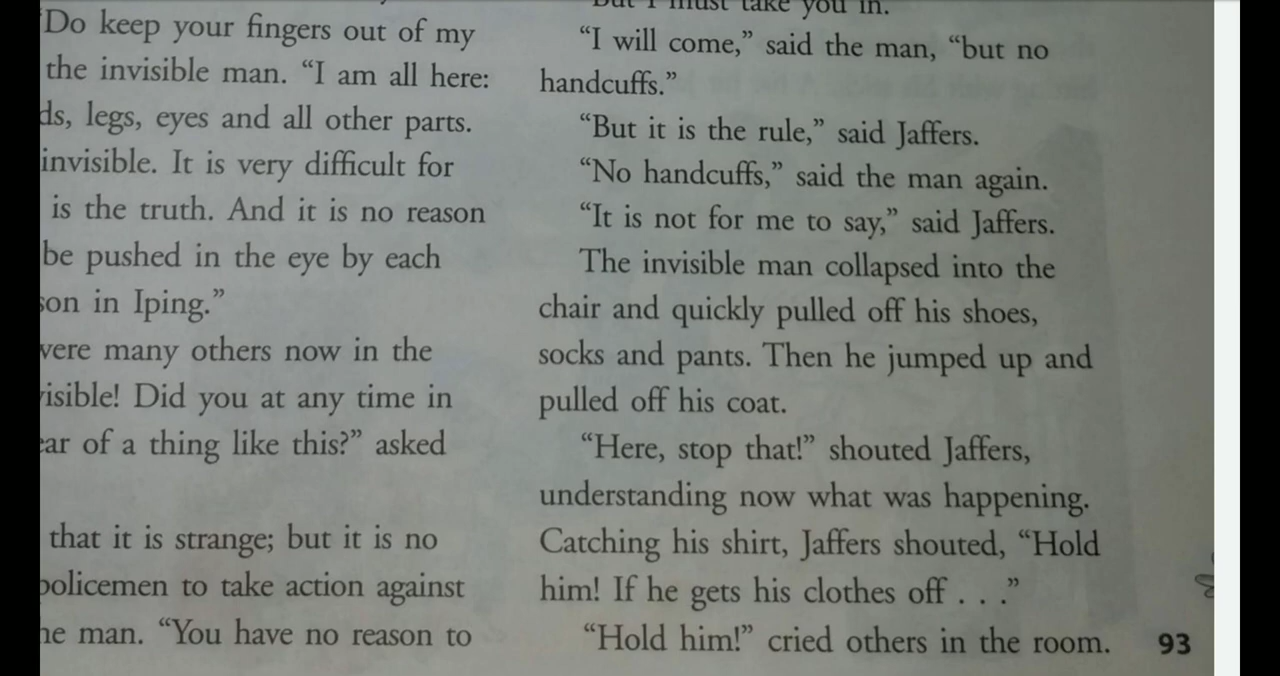 Do keep your fingers out of my
the invisible man. “I am all here:
legs, eyes and all other parts.
invisible. It is very difficult for
is the truth. And it is no reason
be pushed in the eye by each
in Iping.”
many others now in the
Did you at any time in
of a thing like this?” asked
that it is strange; but it is no
policemen to take action against
man. “You have no reason to
But I must take you in.
“I will come,” said the man, “but no
handcuffs.”
“But it is the rule,” said Jaffers.
“No handcuffs,” said the man again.
“It is not for me to say,” said Jaffers.
The invisible man collapsed into the
chair and quickly pulled off his shoes,
socks and pants. Then he jumped up and
pulled off his coat.
“Here, stop that!” shouted Jaffers,
understanding now what was happening.
Catching his shirt, Jaffers shouted, “Hold
him! If he gets his clothes off . . .”
“Hold him!” cried others in the room.
93